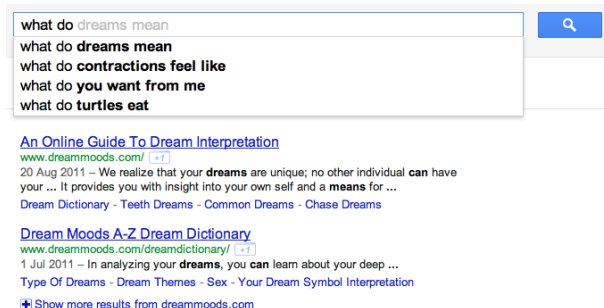 what do dreams mean
what do dreams mean
what do contractions feel like
what do you want from me
what do turtles eat
An Online Guide To Dream Interpretation
www.dreammoods.com/ +1
20 Aug 2011 – We realize that your dreams are unique; no other individual can have
your ... It provides you with insight into your own self and a means for ...
Dream Dictionary - Teeth Dreams - Common Dreams - Chase Dreams
Dream Moods A-Z Dream Dictionary
www.dreammoods.com/dreamdictionary/ +1
1 Jul 2011 – In analyzing your dreams, you can learn about your deep ...
Type Of Dreams - Dream Themes - Sex - Your Dream Symbol Interpretation
Show more results from dreammoods.com